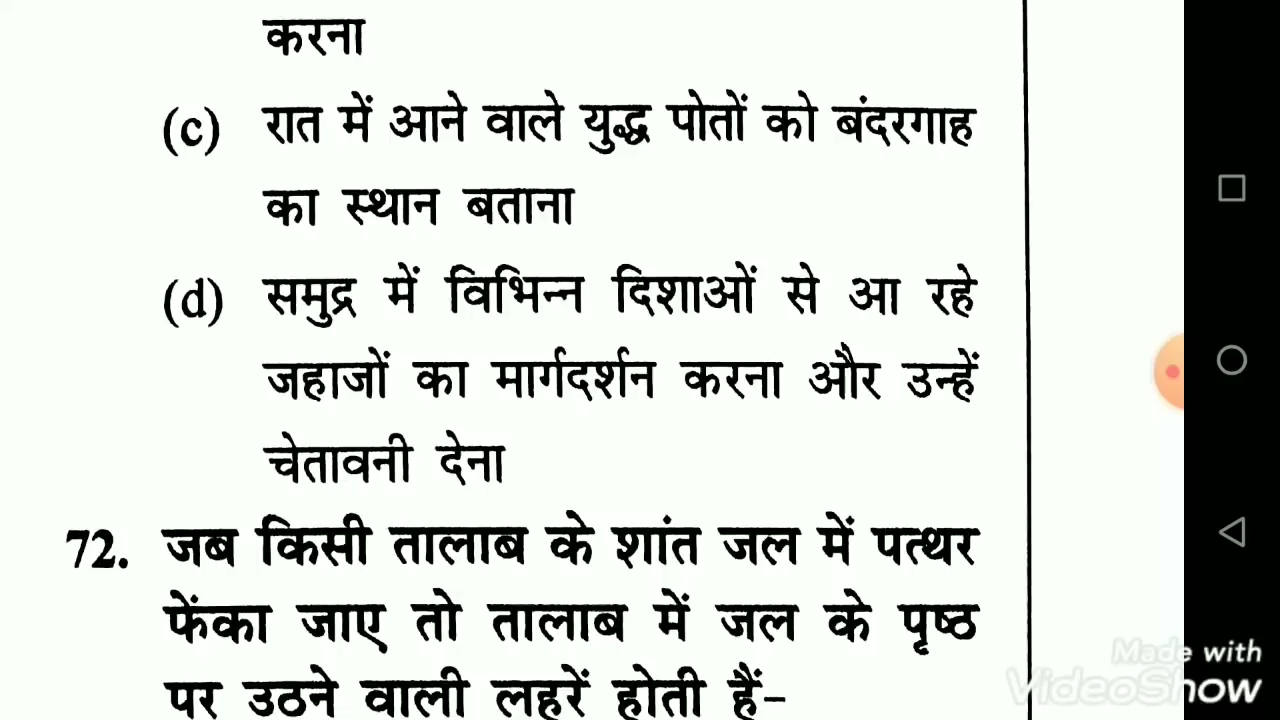 करना
(c) रात में आने वाले युद्ध पोतों को बंदरगाह
का स्थान बताना
(d) समुद्र में विभिन्न दिशाओं से आ रहे
जहाजों का मार्गदर्शन करना और उन्हें
चेतावनी देना
72. जब किसी तालाब के शांत जल में पत्थर
फेंका जाए तो तालाब में जल के पृष्ठ
पर उठने वाली लहरें होती हैं-
Made with
VideoShow